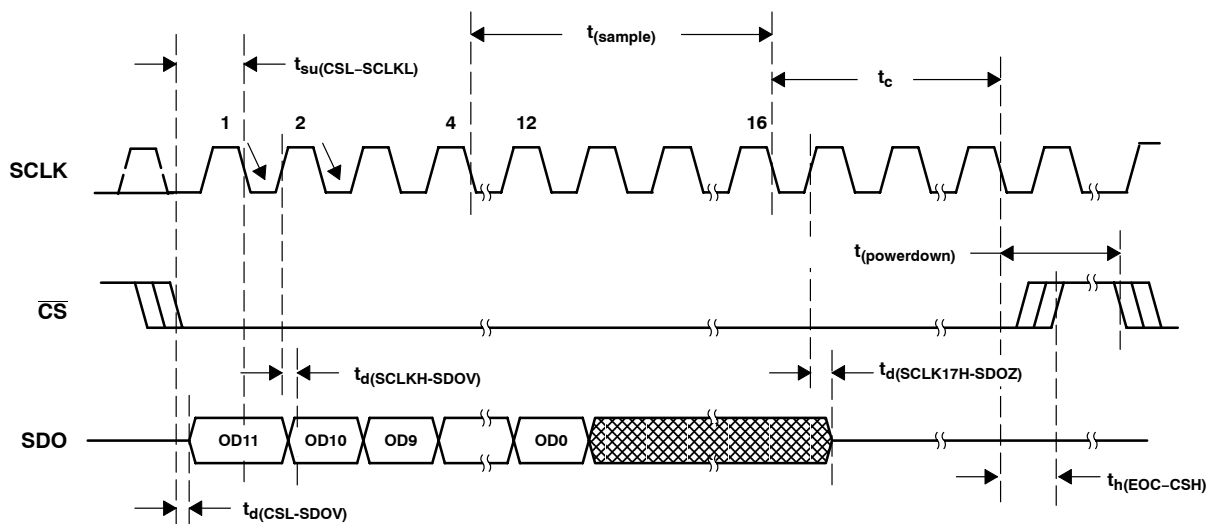 t(sample)
tsu(CSL−SCLKL)
tc
1 2 4 12 16
SCLK
t(powerdown)
CS
td(SCLKH-SDOV)
td(SCLK17H-SDOZ)
SDO OD11 OD10 OD9 OD0
th(EOC−CSH)
td(CSL-SDOV)